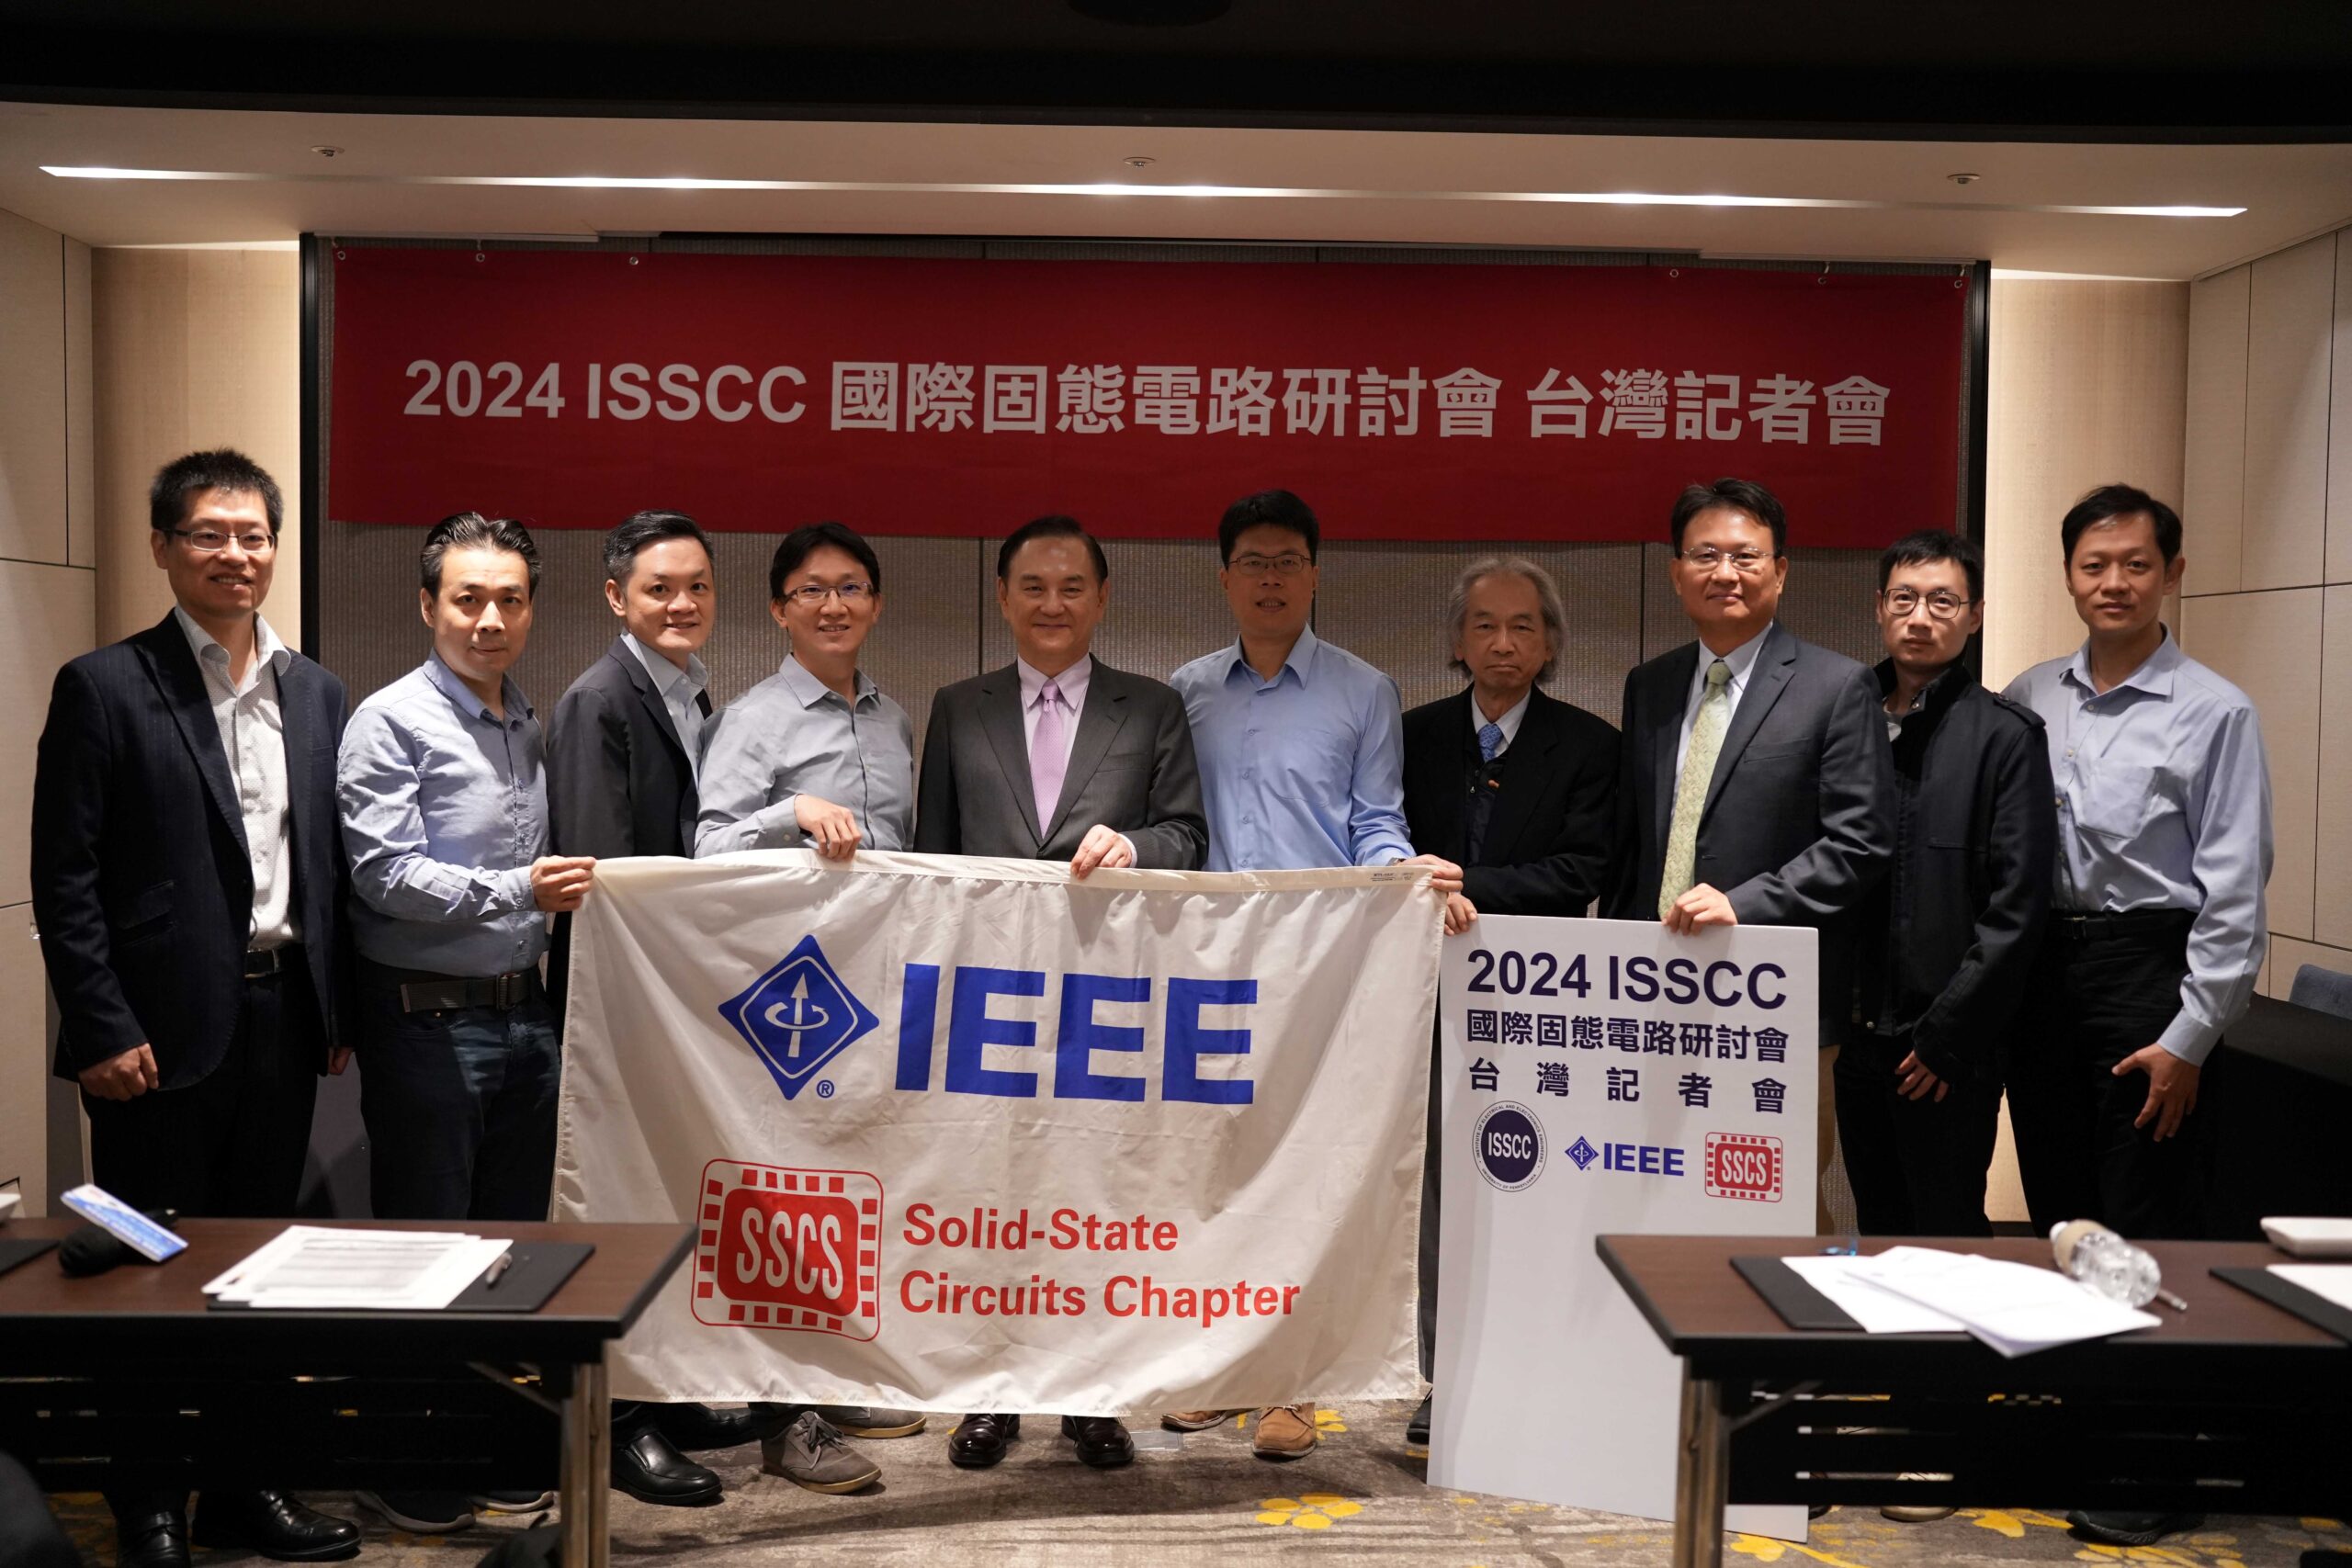 2024 ISSCC 國際固態電路研討會 台灣記者會
IEEE
®
SSCS
Solid-State
Circuits Chapter
2024 ISSCC
國際固態電路研討會
台灣記者會
ISSCC
IEEE
SSCS